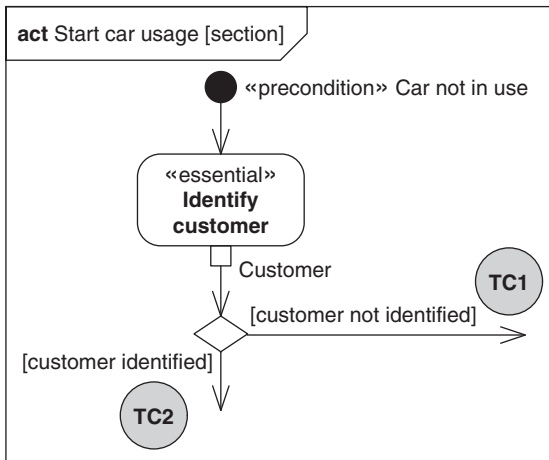 act Start car usage [section]
«precondition» Car not in use
«essential»
Identify
customer
Customer
TC1
[customer not identified]
[customer identified]
TC2